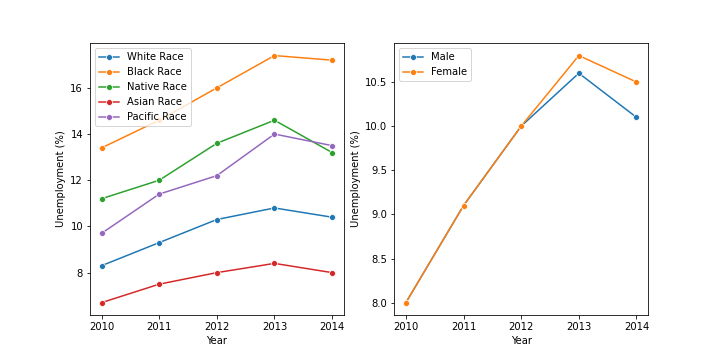 White Race
Black Race
Native Race
Asian Race
Pacific Race
16
14
12
10
8
Unemployment (%)
2010 2011 2012 2013 2014
Year
Male
Female
10.5
10.0
9.5
9.0
8.5
8.0
Unemployment (%)
2010 2011 2012 2013 2014
Year